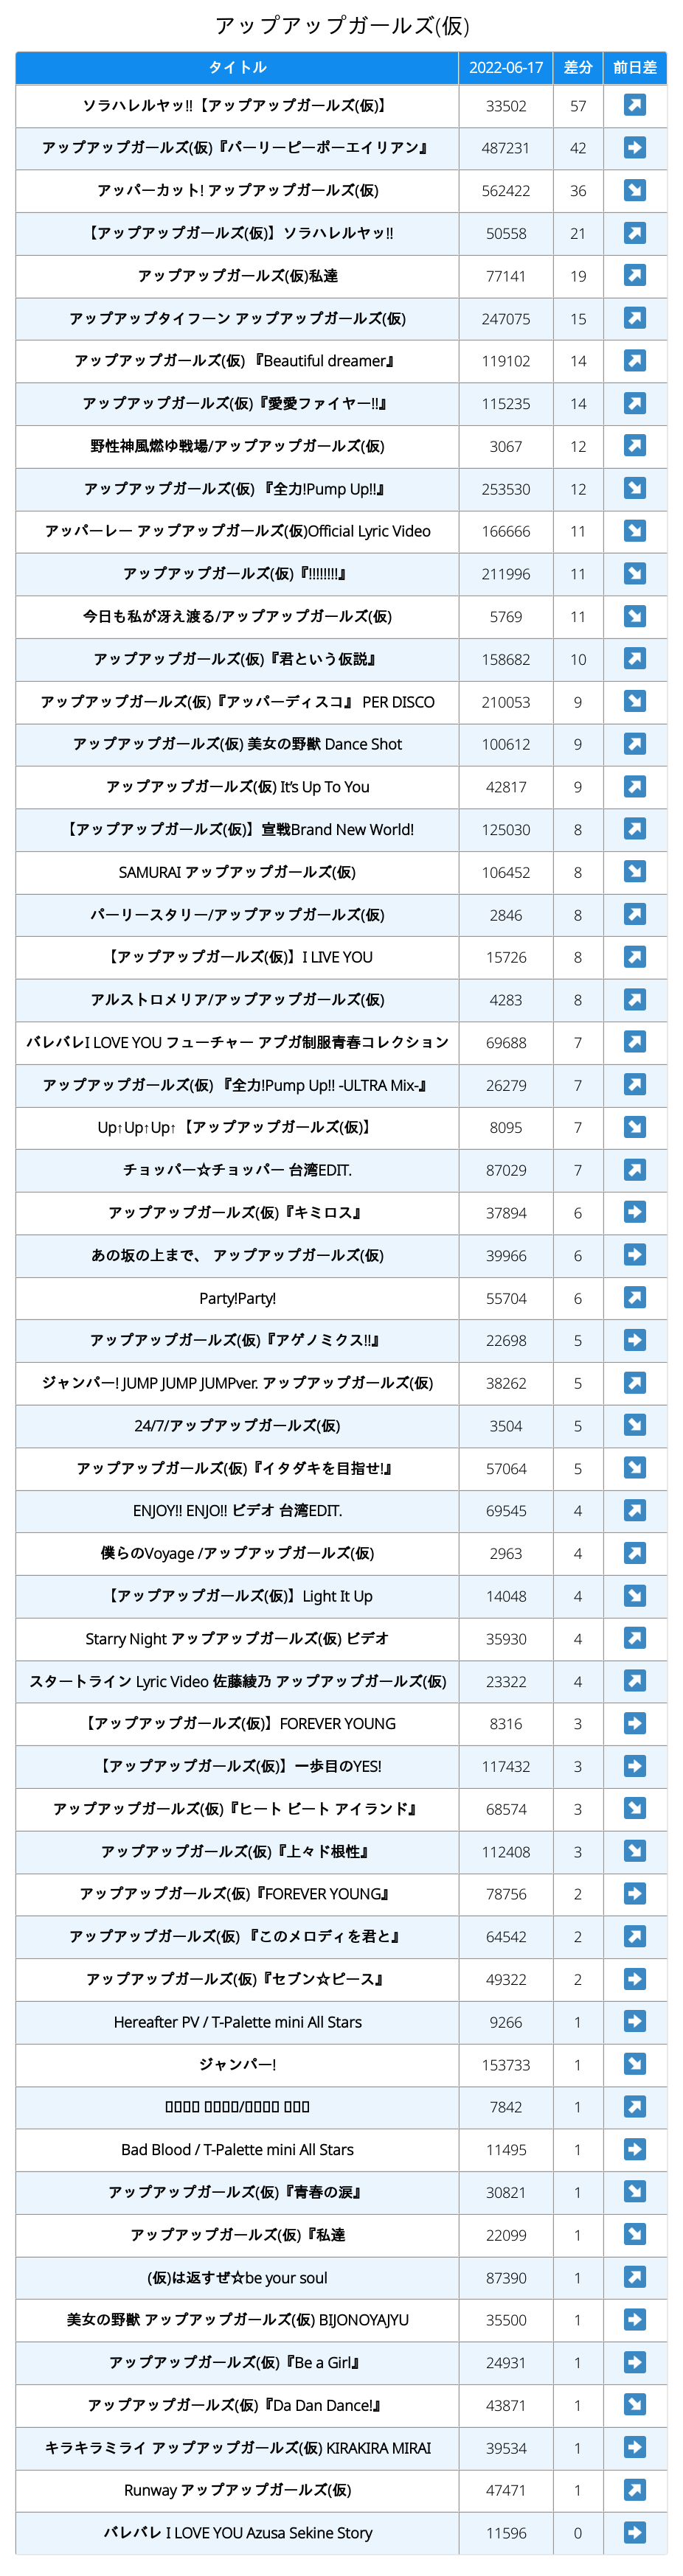 アップアップガールズ(仮)
タイトル 2022-06-17 差分 前日差
ソラハレルヤッ!!【アップアップガールズ(仮)】 33502 57 ↗
アップアップガールズ(仮)『パーリーピーポーエイリアン』 487231 42 ➡
アッパーカット! アップアップガールズ(仮) 562422 36 ↘
【アップアップガールズ(仮)】ソラハレルヤッ!! 50558 21 ↗
アップアップガールズ(仮)私達 77141 19 ↗
アップアップタイフーン アップアップガールズ(仮) 247075 15 ↗
アップアップガールズ(仮) 『Beautiful dreamer』 119102 14 ↗
アップアップガールズ(仮)『愛愛ファイヤー!!』 115235 14 ↗
野性神風燃ゆ戦場/アップアップガールズ(仮) 3067 12 ↗
アップアップガールズ(仮) 『全力!Pump Up!!』 253530 12 ↘
アッパーレー アップアップガールズ(仮)Official Lyric Video 166666 11 ↘
アップアップガールズ(仮)『!!!!!!!!』 211996 11 ↘
今日も私が冴え渡る/アップアップガールズ(仮) 5769 11 ↘
アップアップガールズ(仮)『君という仮説』 158682 10 ↗
アップアップガールズ(仮)『アッパーディスコ』 PER DISCO 210053 9 ↘
アップアップガールズ(仮) 美女の野獣 Dance Shot 100612 9 ↗
アップアップガールズ(仮) It's Up To You 42817 9 ↗
【アップアップガールズ(仮)】宣戦Brand New World! 125030 8 ↗
SAMURAI アップアップガールズ(仮) 106452 8 ↘
パーリースタリー/アップアップガールズ(仮) 2846 8 ↗
【アップアップガールズ(仮)】I LIVE YOU 15726 8 ↗
アルストロメリア/アップアップガールズ(仮) 4283 8 ↗
バレバレI LOVE YOU フューチャー アプガ制服青春コレクション 69688 7 ↗
アップアップガールズ(仮) 『全力!Pump Up!! -ULTRA Mix-』 26279 7 ↗
Up↑Up↑Up↑【アップアップガールズ(仮)】 8095 7 ↘
チョッパー☆チョッパー 台湾EDIT. 87029 7 ↗
アップアップガールズ(仮)『キミロス』 37894 6 ➡
あの坂の上まで、 アップアップガールズ(仮) 39966 6 ➡
Party!Party! 55704 6 ↗
アップアップガールズ(仮)『アゲノミクス!!』 22698 5 ➡
ジャンパー! JUMP JUMP JUMPver. アップアップガールズ(仮) 38262 5 ↗
24/7/アップアップガールズ(仮) 3504 5 ↘
アップアップガールズ(仮)『イタダキを目指せ!』 57064 5 ↘
ENJOY!! ENJO!! ビデオ 台湾EDIT. 69545 4 ↗
僕らのVoyage /アップアップガールズ(仮) 2963 4 ↗
【アップアップガールズ(仮)】Light It Up 14048 4 ↘
Starry Night アップアップガールズ(仮) ビデオ 35930 4 ↗
スタートライン Lyric Video 佐藤綾乃 アップアップガールズ(仮) 23322 4 ↗
【アップアップガールズ(仮)】FOREVER YOUNG 8316 3 ➡
【アップアップガールズ(仮)】一歩目のYES! 117432 3 ➡
アップアップガールズ(仮)『ヒート ビート アイランド』 68574 3 ↘
アップアップガールズ(仮)『上々ド根性』 112408 3 ↘
アップアップガールズ(仮)『FOREVER YOUNG』 78756 2 ➡
アップアップガールズ(仮) 『このメロディを君と』 64542 2 ↗
アップアップガールズ(仮)『セブン☆ピース』 49322 2 ➡
Hereafter PV / T-Palette mini All Stars 9266 1 ➡
ジャンパー! 153733 1 ↘
▯▯▯▯ ▯▯▯▯/▯▯▯▯ ▯▯▯ 7842 1 ↗
Bad Blood / T-Palette mini All Stars 11495 1 ➡
アップアップガールズ(仮)『青春の涙』 30821 1 ↘
アップアップガールズ(仮)『私達 22099 1 ↘
(仮)は返すぜ☆be your soul 87390 1 ↗
美女の野獣 アップアップガールズ(仮) BIJONOYAJYU 35500 1 ➡
アップアップガールズ(仮)『Be a Girl』 24931 1 ➡
アップアップガールズ(仮)『Da Dan Dance!』 43871 1 ↘
キラキラミライ アップアップガールズ(仮) KIRAKIRA MIRAI 39534 1 ➡
Runway アップアップガールズ(仮) 47471 1 ↗
バレバレ I LOVE YOU Azusa Sekine Story 11596 0 ➡